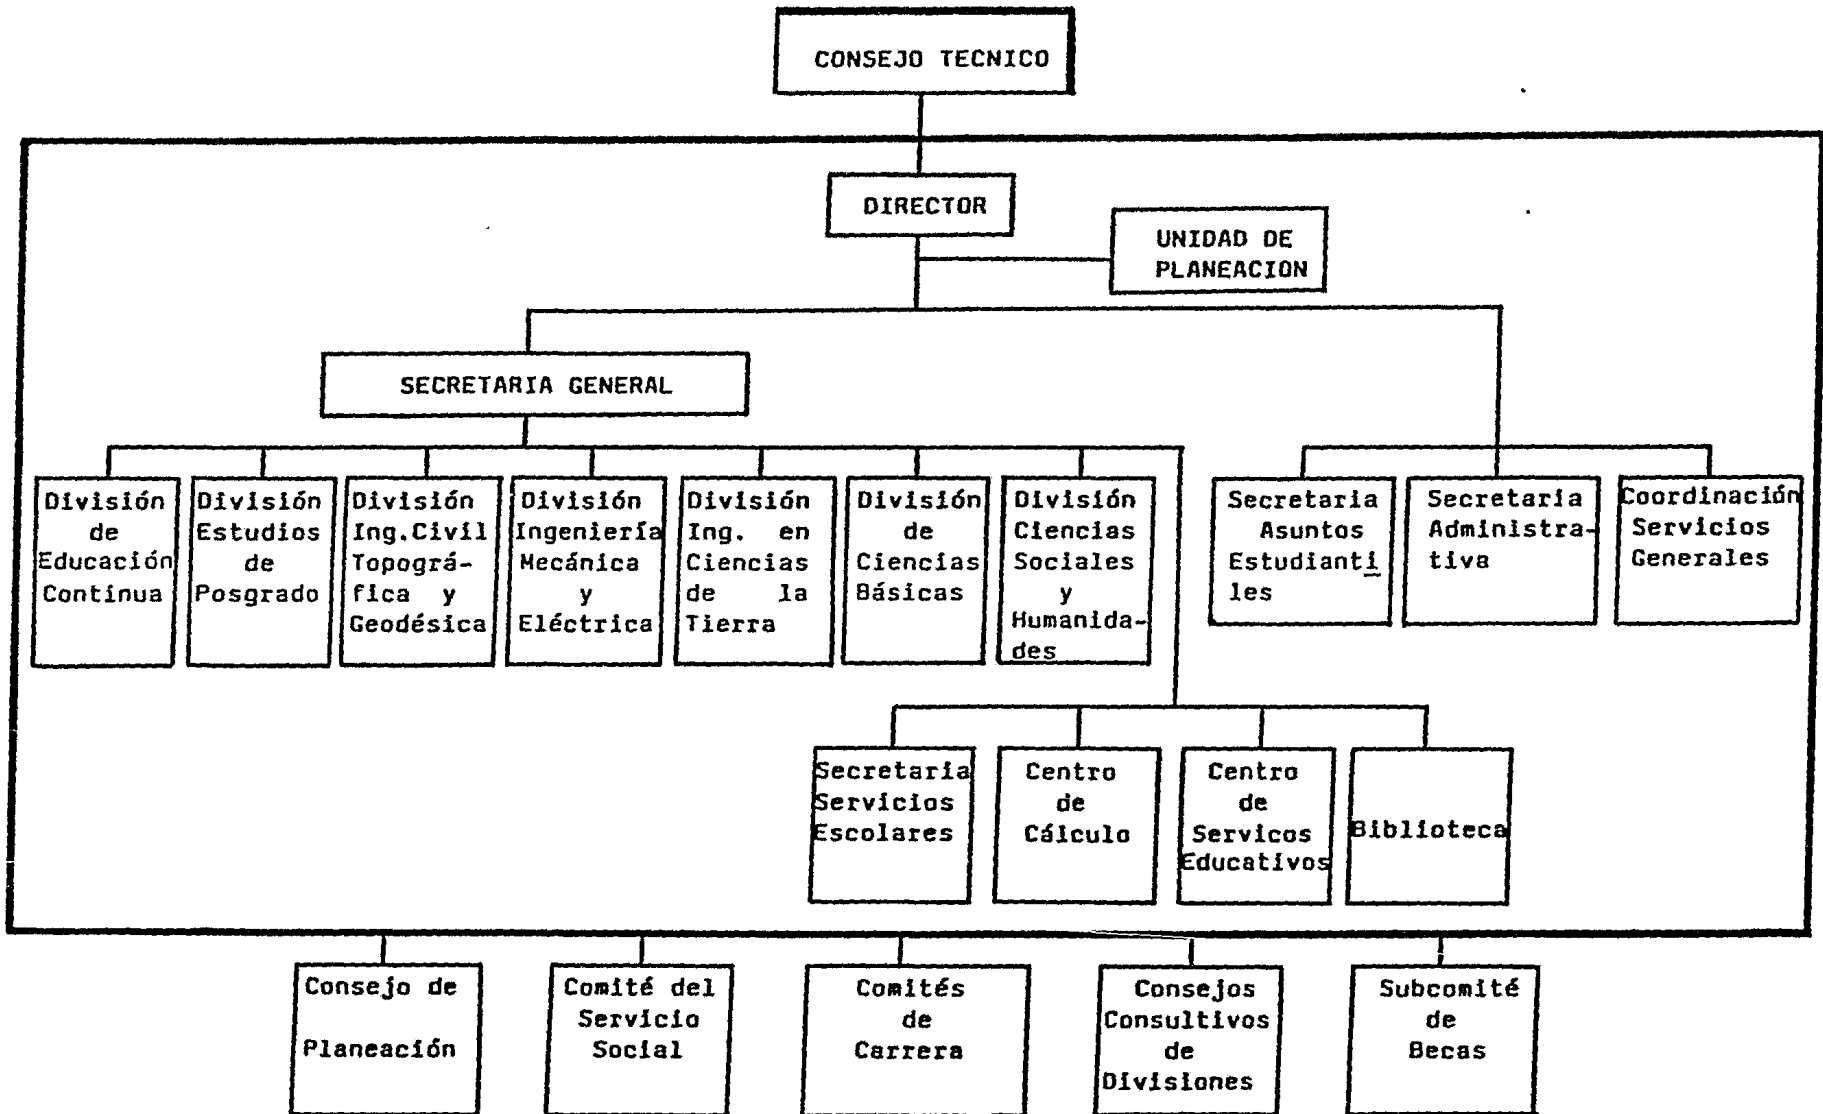 CONSEJO TECNICO
DIRECTOR
UNIDAD DE
PLANEACION
SECRETARIA GENERAL
División
de
Educación
Continua
División
Estudios
de
Posgrado
División
Ing.Civil
Topográ-
fica y
Geodésica
División
Ingeniería
Mecánica
y
Eléctrica
División
Ing. en
Ciencias
de la
Tierra
División
de
Ciencias
Básicas
División
Ciencias
Sociales
y
Humanida-
des
Secretaria
Asuntos
Estudianti
les
Secretaria
Administra-
tiva
Coordinación
Servicios
Generales
Secretaria
Servicios
Escolares
Centro
de
Cálculo
Centro
de
Servicos
Educativos
Biblioteca
Consejo de
Planeación
Comité del
Servicio
Social
Comités
de
Carrera
Consejos
Consultivos
de
Divisiones
Subcomité
de
Becas